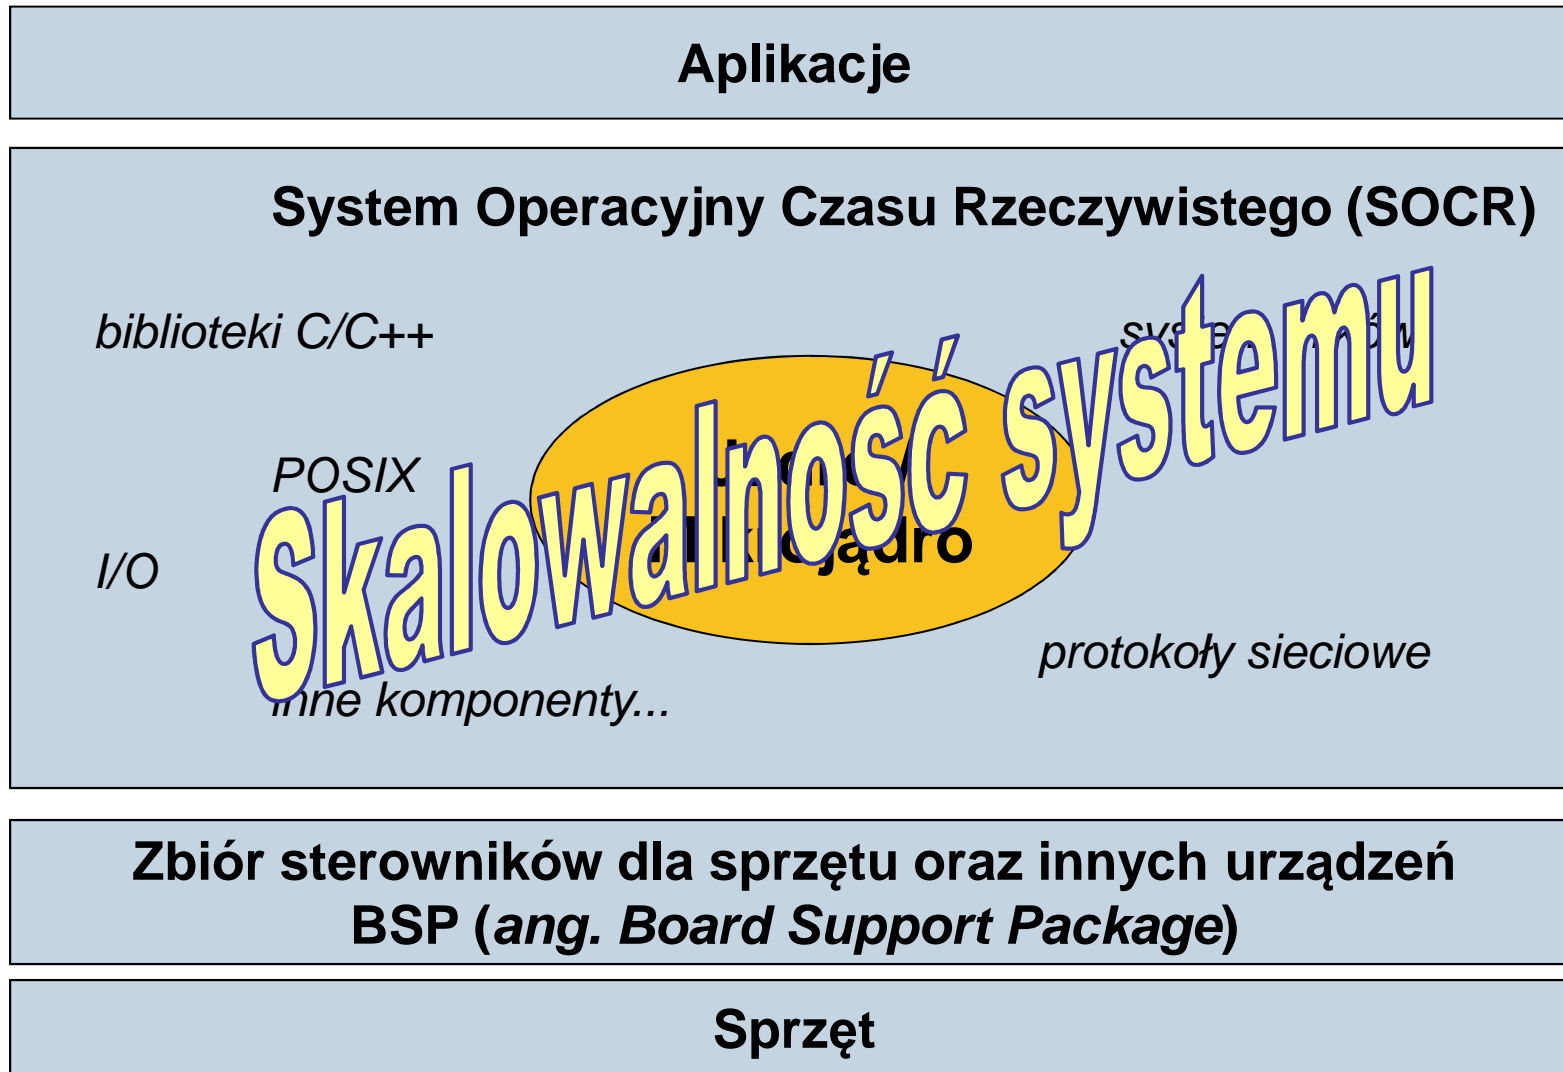 Aplikacje
System Operacyjny Czasu Rzeczywistego (SOCR)
biblioteki C/C++
Skalowalność systemu
POSIX
I/O
protokoły sieciowe
inne komponenty...
Zbiór sterowników dla sprzętu oraz innych urządzeń
BSP (ang. Board Support Package)
Sprzęt